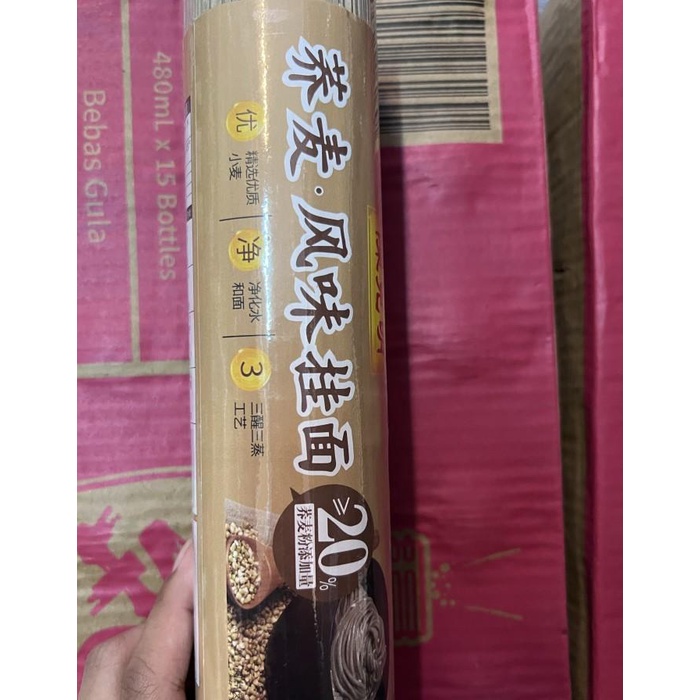 荞麦·风味挂面
优
精选优质
小麦
净
净化水
和面
3
三醒三蒸
工艺
≥20%
荞麦粉添加量
480mL x 15 Bottles
Bebas Gula